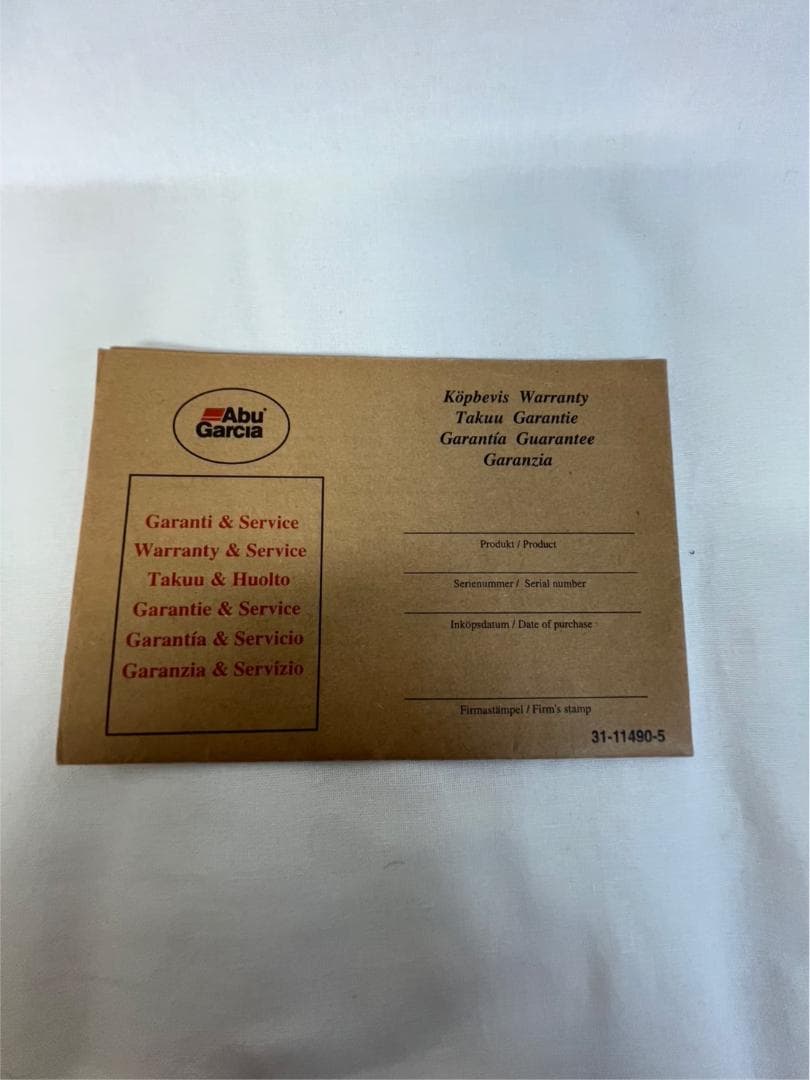 Abu
Garcia
Garanti & Service
Warranty & Service
Takuu & Huolto
Garantie & Service
Garantía & Servicio
Garanzia & Servízio
Köpbevis Warranty
Takuu Garantie
Garantía Guarantee
Garanzia
Produkt / Product
Serienummer / Serial number
Inköpsdatum / Date of purchase
Firmastämpel / Firm's stamp
31-11490-5